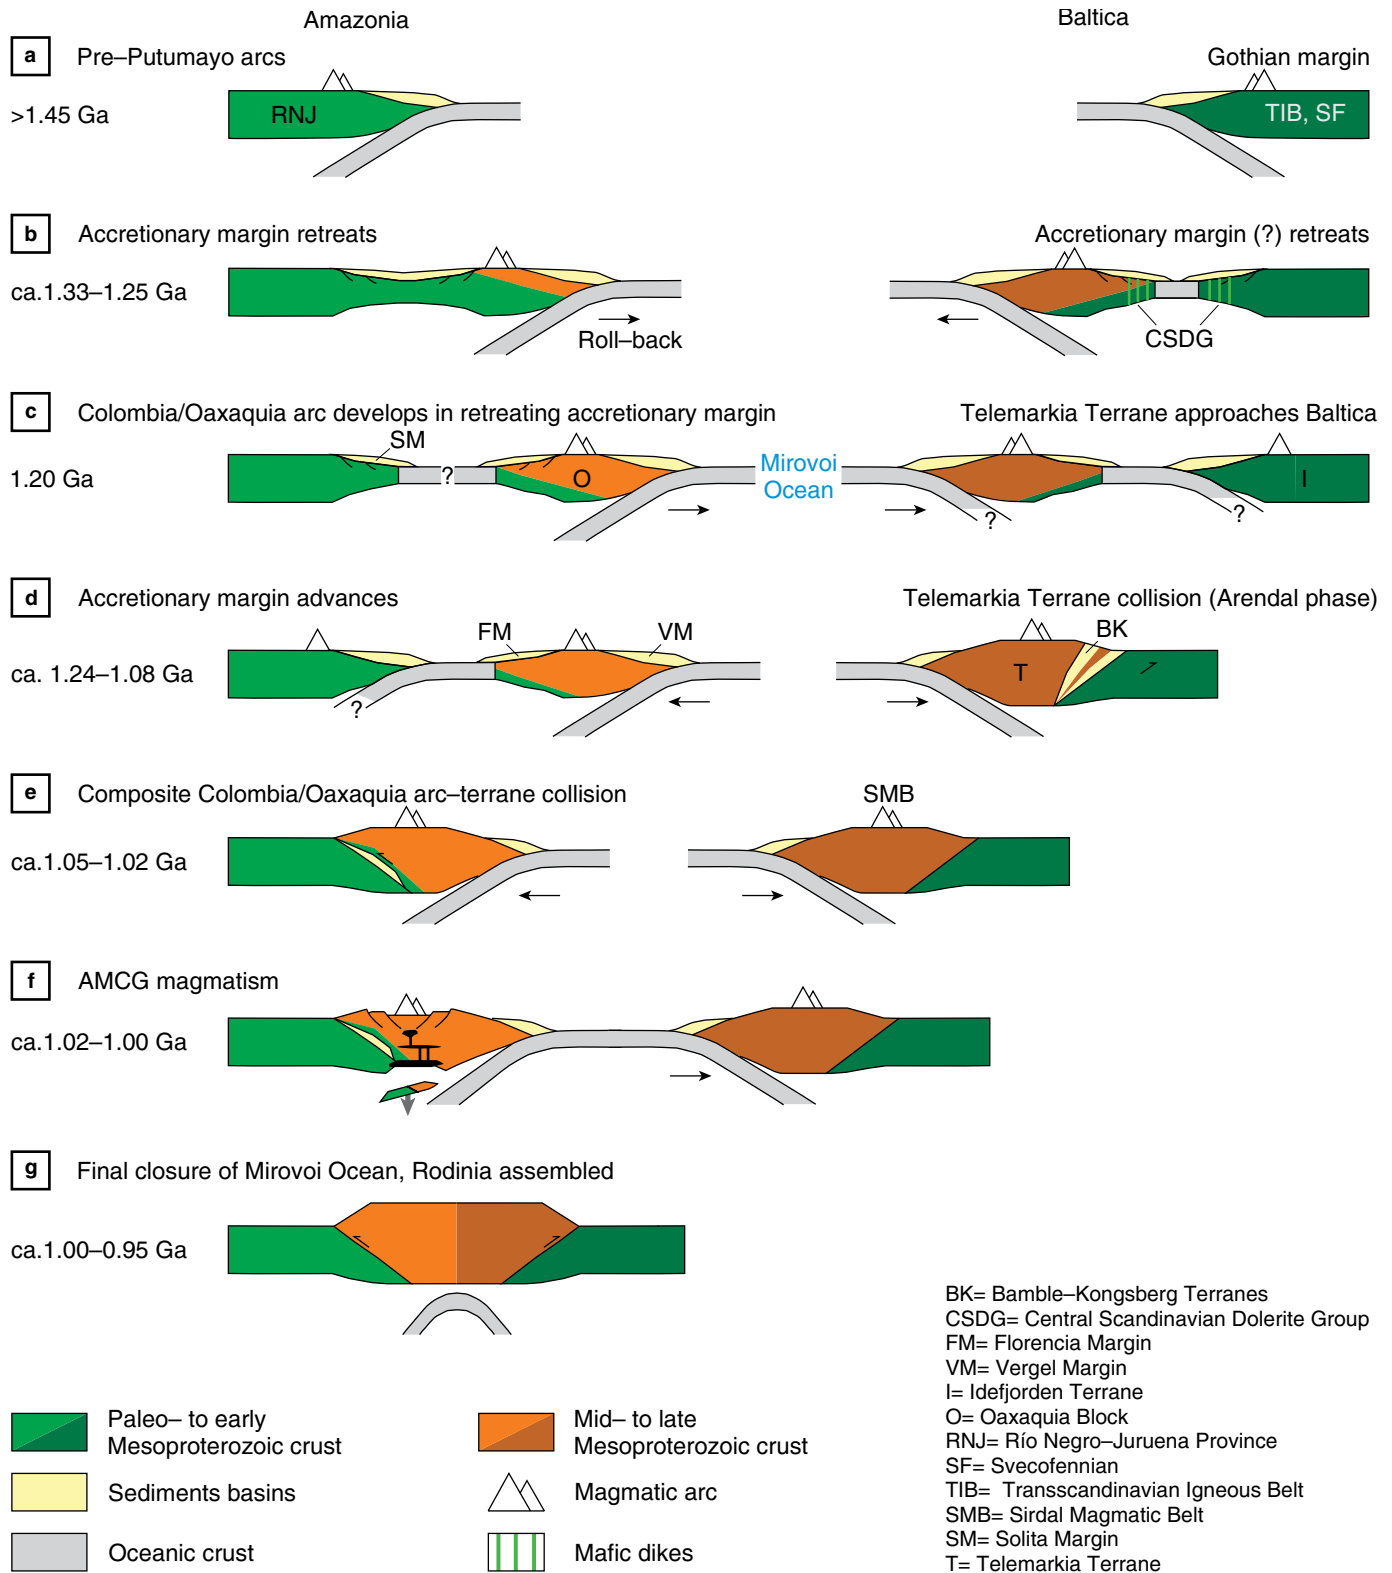 Amazonia
Baltica
a
Pre–Putumayo arcs
Gothian margin
>1.45 Ga
RNJ
TIB, SF
b
Accretionary margin retreats
Accretionary margin (?) retreats
ca.1.33–1.25 Ga
Roll–back
CSDG
c
Colombia/Oaxaquia arc develops in retreating accretionary margin
Telemarkia Terrane approaches Baltica
SM
1.20 Ga
?
O
Mirovoi
Ocean
I
?
?
d
Accretionary margin advances
Telemarkia Terrane collision (Arendal phase)
FM
VM
BK
ca. 1.24–1.08 Ga
T
?
e
Composite Colombia/Oaxaquia arc–terrane collision
SMB
ca.1.05–1.02 Ga
f
AMCG magmatism
ca.1.02–1.00 Ga
g
Final closure of Mirovoi Ocean, Rodinia assembled
ca.1.00–0.95 Ga
Paleo– to early
Mesoproterozoic crust
Mid– to late
Mesoproterozoic crust
Sediments basins
Magmatic arc
Oceanic crust
Mafic dikes
BK= Bamble–Kongsberg Terranes
CSDG= Central Scandinavian Dolerite Group
FM= Florencia Margin
VM= Vergel Margin
I= Idefjorden Terrane
O= Oaxaquia Block
RNJ= Río Negro–Juruena Province
SF= Svecofennian
TIB= Transscandinavian Igneous Belt
SMB= Sirdal Magmatic Belt
SM= Solita Margin
T= Telemarkia Terrane